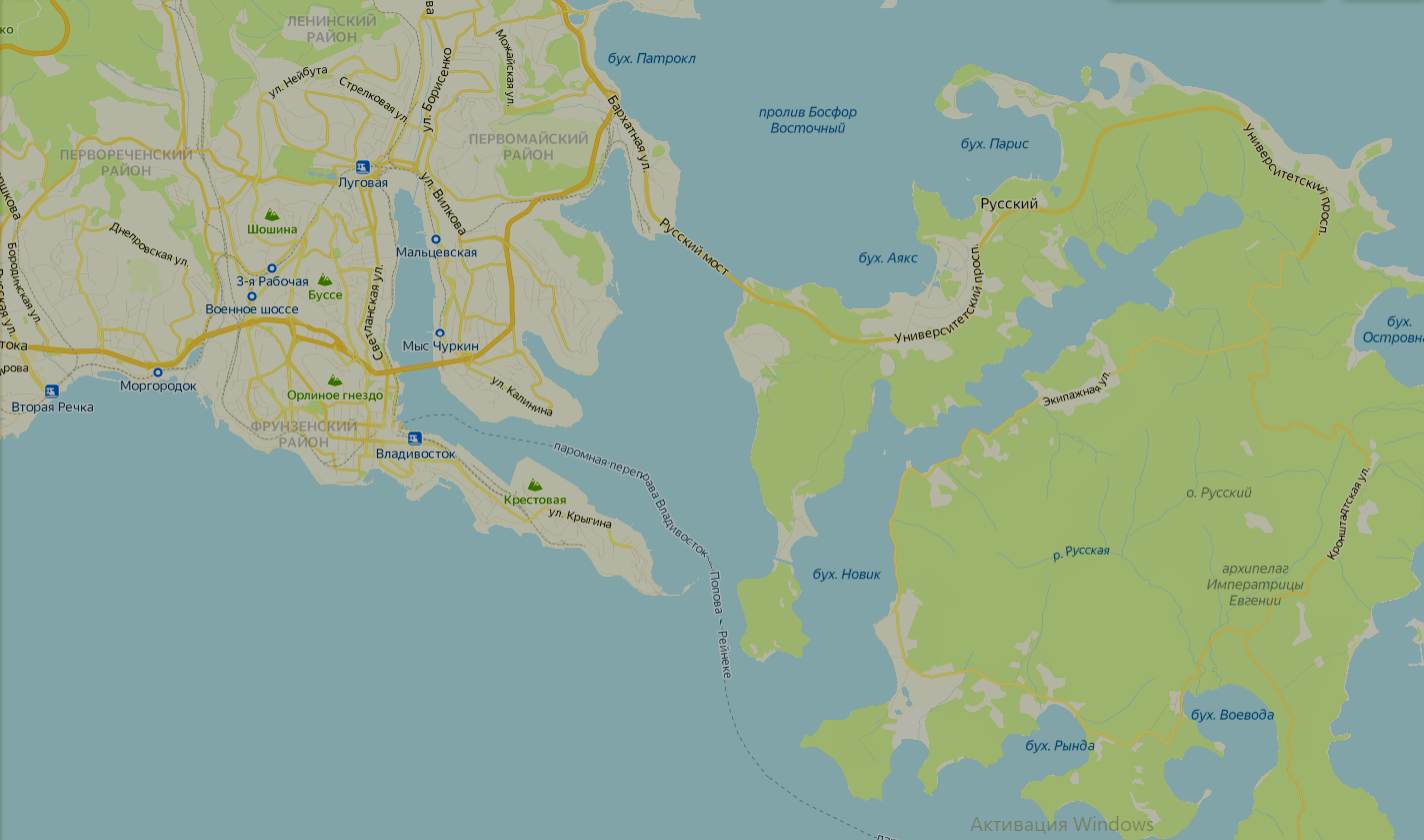 ЛЕНИНСКИЙ
РАЙОН
бух. Патрокл
Можайская ул.
ул. Борисенко
ул. Нейбута
Стрелковая ул.
Бархатная ул.
пролив Босфор
Восточный
бух. Парис
Университетский просп.
ПЕРВОМАЙСКИЙ
РАЙОН
ПЕРВОРЕЧЕНСКИЙ
РАЙОН
Луговая
ул. Вилкова
Русский
Шошина
Днепровская ул.
Бородинская ул.
Мальцевская
Русский мост
бух. Аякс
3-я Рабочая
Буссе
Военное шоссе
Светланская ул.
Университетский просп.
бух.
Мыс Чуркин
Моргородок
Вторая Речка
Орлиное гнездо
ул. Калинина
Экипажная ул.
ФРУНЗЕНСКИЙ
РАЙОН
Владивосток
паромная переправа Владивосток — Попова - Рейнеке
Крестовая
ул. Крыгина
о. Русский
Кронштадтская ул.
р. Русская
бух. Новик
архипелаг
Императрицы
Евгении
бух. Воевода
бух. Рында
Активация Windows